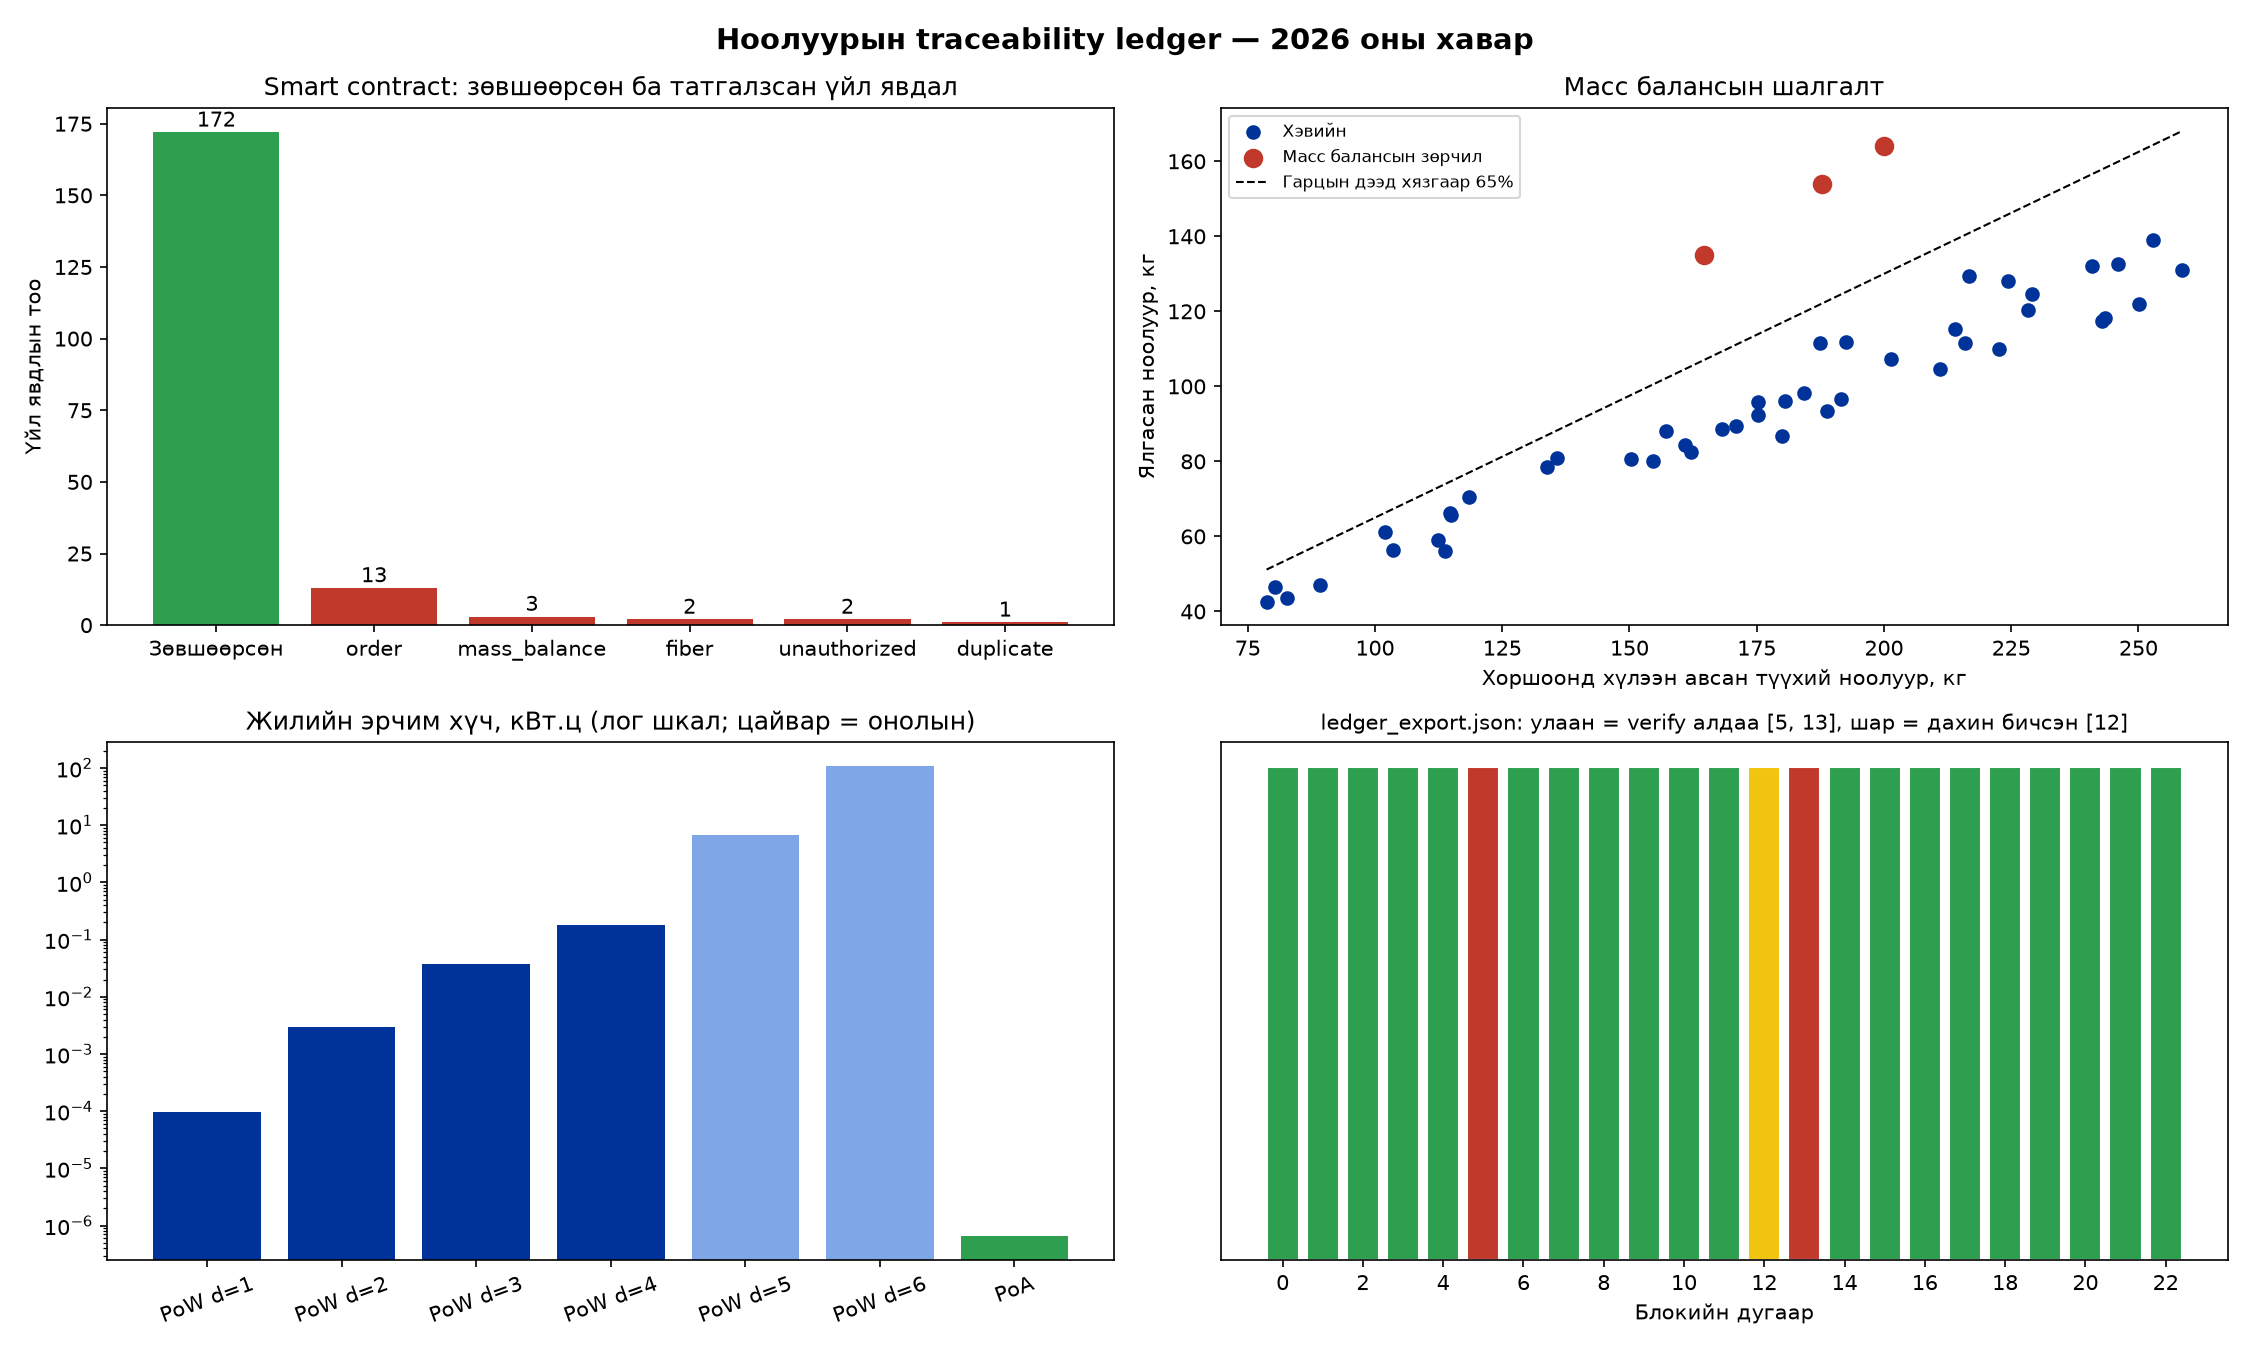 Ноолуурын traceability ledger — 2026 оны хавар
Smart contract: зөвшөөрсөн ба татгалзсан үйл явдал
Үйл явдлын тоо
175
150
125
100
75
50
25
0
172
13
3
2
2
1
Зөвшөөрсөн
order
mass_balance
fiber
unauthorized
duplicate
Масс балансын шалгалт
Ялгасан ноолуур, кг
160
140
120
100
80
60
40
Хэвийн
Масс балансын зөрчил
Гарцын дээд хязгаар 65%
75
100
125
150
175
200
225
250
Хоршоонд хүлээн авсан түүхий ноолуур, кг
Жилийн эрчим хүч, кВт.ц (лог шкал; цайвар = онолын)
10²
10¹
10⁰
10⁻¹
10⁻²
10⁻³
10⁻⁴
10⁻⁵
10⁻⁶
PoW d=1
PoW d=2
PoW d=3
PoW d=4
PoW d=5
PoW d=6
PoA
ledger_export.json: улаан = verify алдаа [5, 13], шар = дахин бичсэн [12]
0
2
4
6
8
10
12
14
16
18
20
22
Блокийн дугаар